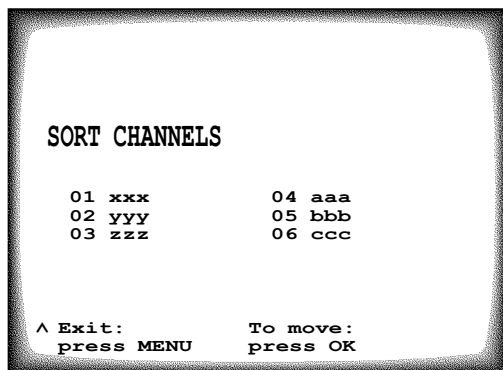 SORT CHANNELS
01 xxx 04 aaa
02 yyy 05 bbb
03 zzz 06 ccc
^ Exit: To move:
press MENU press OK